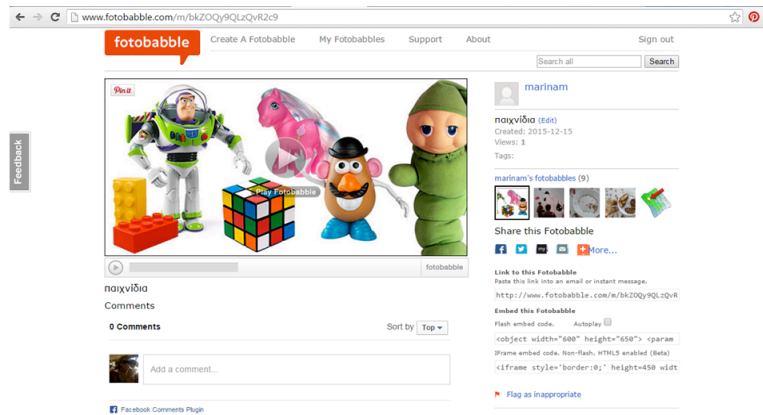 www.fotobabble.com/m/bkZOQy9QLzQvR2c9
fotobabble
Create A Fotobabble
My Fotobabbles
Support
About
Sign out
Search all
Search
Feedback
Pin it
Play Fotobabble
fotobabble
παιχνίδια
Comments
0 Comments
Sort by
Top
Add a comment...
Facebook Comments Plugin
marinam
παιχνίδια (Edit)
Created: 2015-12-15
Views: 1
Tags:
marinam's fotobabbles (9)
Share this Fotobabble
More...
Link to this Fotobabble
Paste this link into an email or instant message.
http://www.fotobabble.com/m/bkZOQy9QLzQvR
Embed this Fotobabble
Flash embed code.
Autoplay
<object width="600" height="650"> <param
IFrame embed code. Non-flash. HTML5 enabled (Beta)
<iframe style='border:0;' height=450 widt
Flag as inappropriate